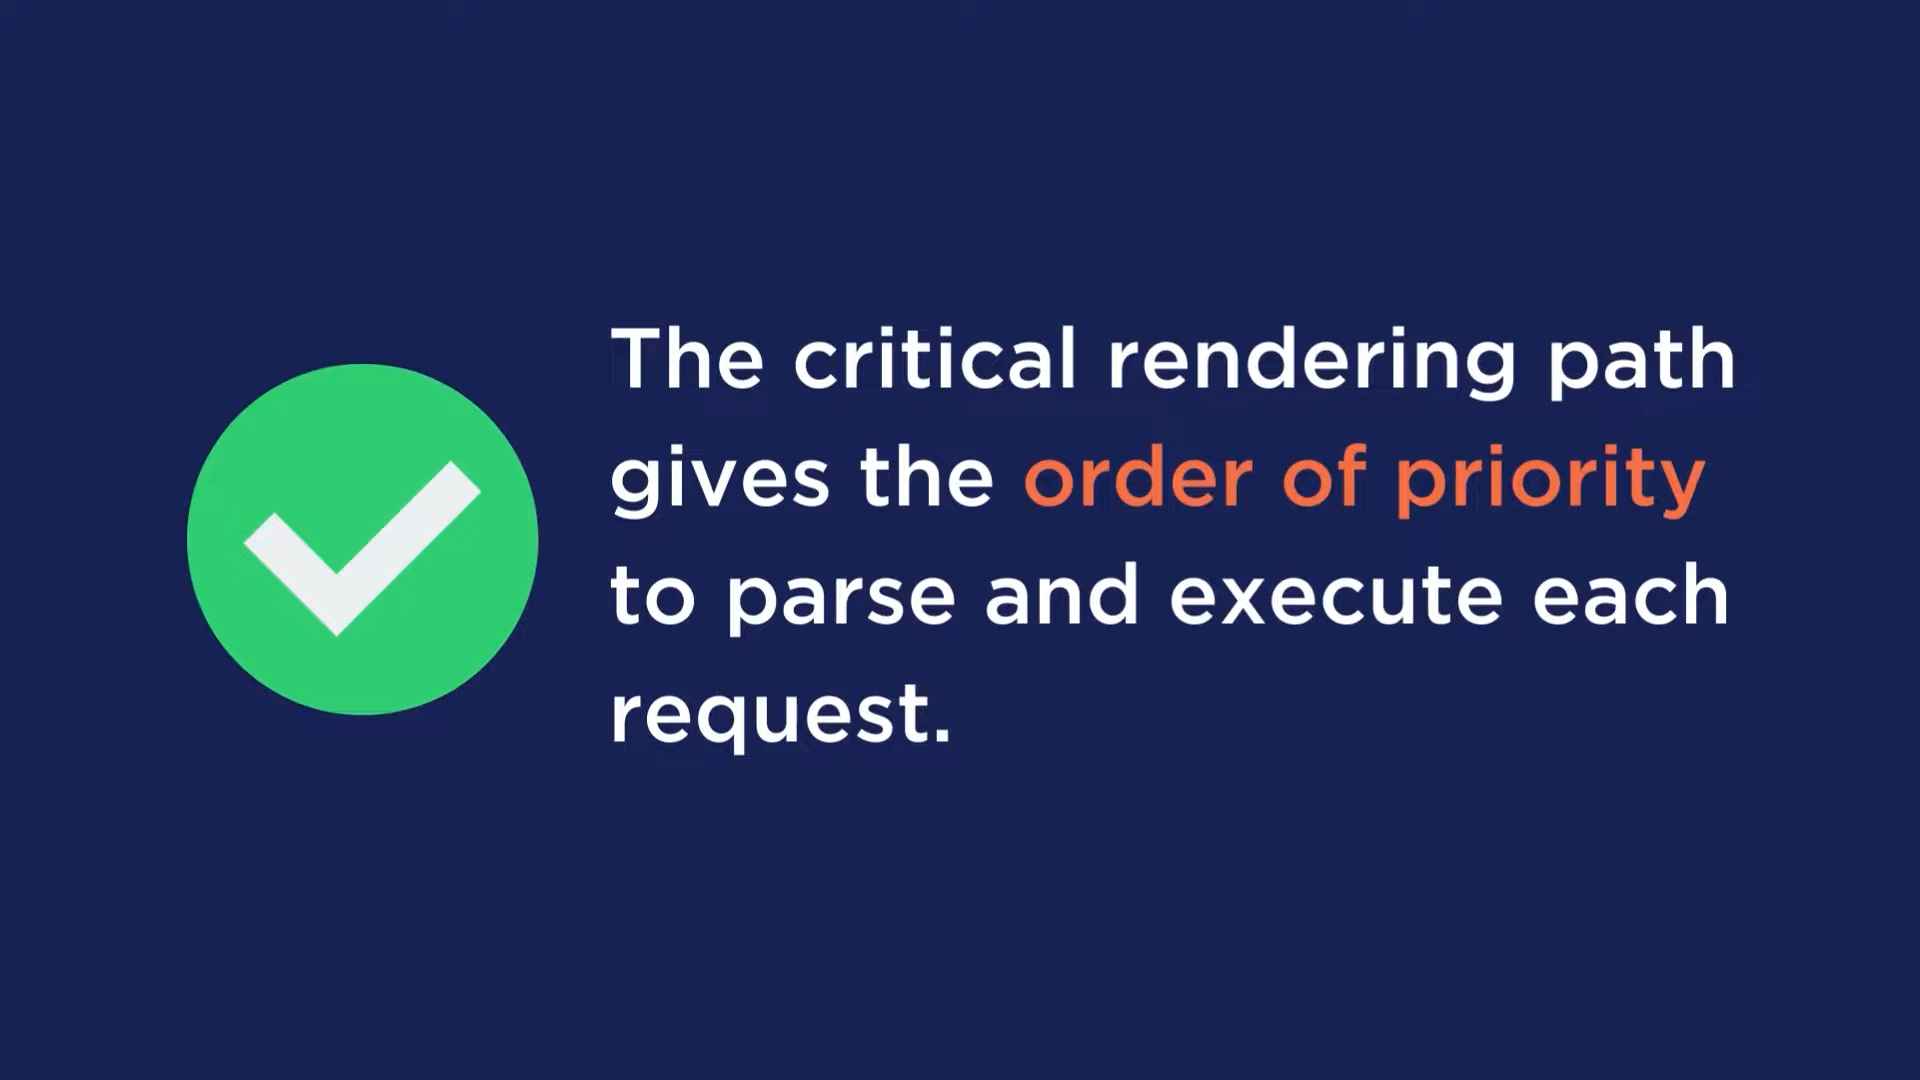 The critical rendering path
gives the order of priority
to parse and execute each
request.